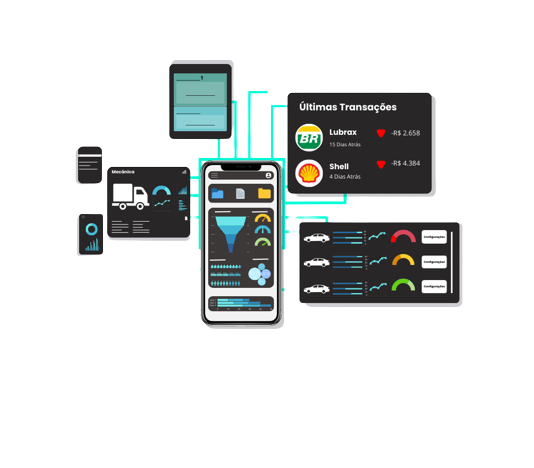 Últimas Transações
BR
Lubrax
15 Dias Atrás
-R$ 2.658
Shell
4 Dias Atrás
-R$ 4.384
Mecânica
Configurações
Configurações
Configurações